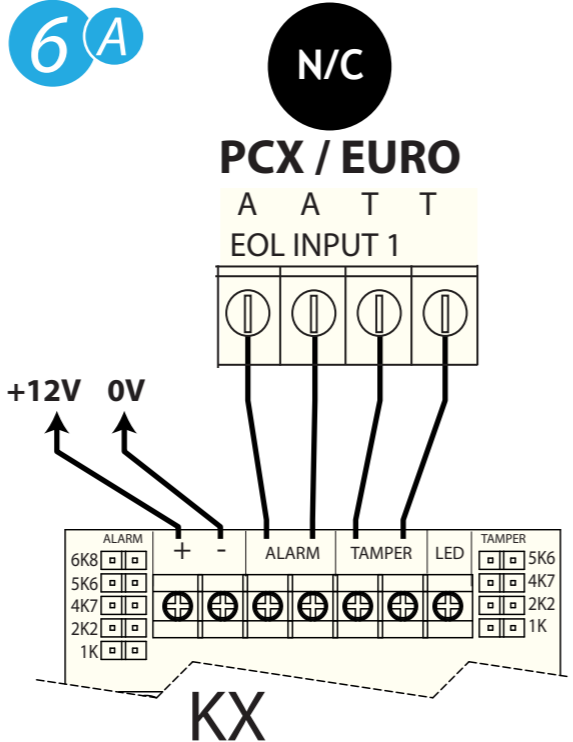 6 A
N/C
PCX / EURO
A A T T
EOL INPUT 1
+12V 0V
ALARM + - ALARM TAMPER LED TAMPER
6K8 5K6
5K6 4K7
4K7 2K2
2K2 1K
1K
KX